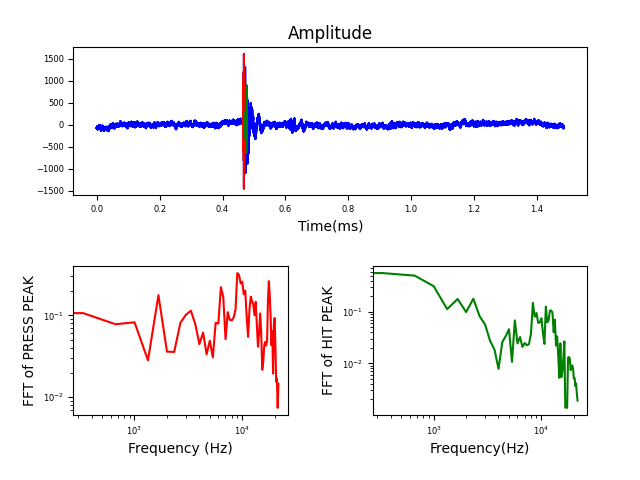 Amplitude
1500
1000
500
0
−500
−1000
−1500
0.0 0.2 0.4 0.6 0.8 1.0 1.2 1.4
Time(ms)
FFT of PRESS PEAK
10⁻¹
10⁻²
10³ 10⁴
Frequency (Hz)
FFT of HIT PEAK
10⁻¹
10⁻²
10³ 10⁴
Frequency(Hz)